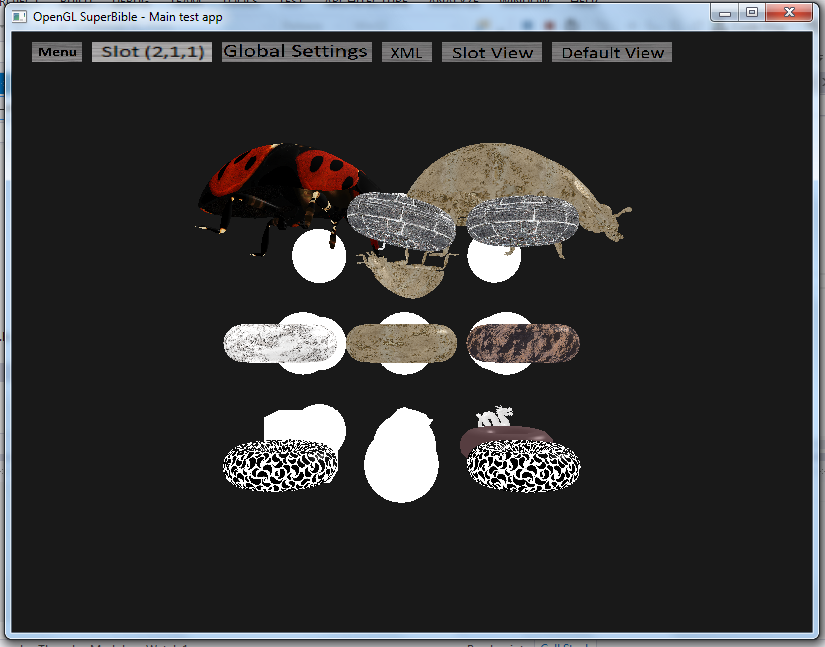 OpenGL SuperBible - Main test app
Menu
Slot (2,1,1)
Global Settings
XML
Slot View
Default View